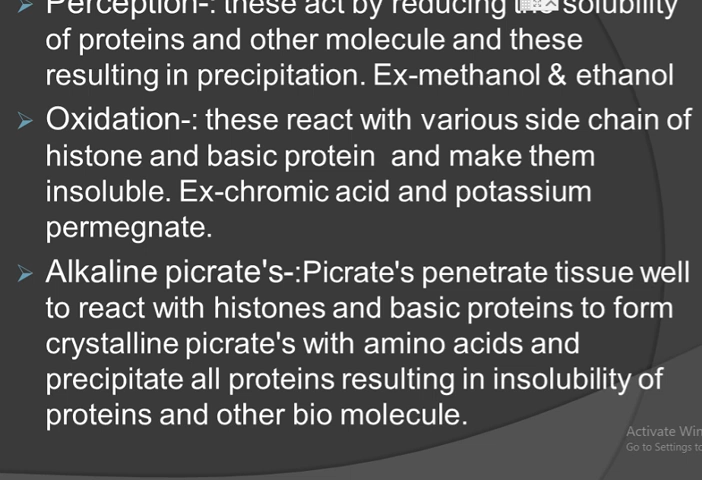 Perception-: these act by reducing the solubility
of proteins and other molecule and these
resulting in precipitation. Ex-methanol & ethanol
Oxidation-: these react with various side chain of
histone and basic protein and make them
insoluble. Ex-chromic acid and potassium
permegnate.
Alkaline picrate's-:Picrate's penetrate tissue well
to react with histones and basic proteins to form
crystalline picrate's with amino acids and
precipitate all proteins resulting in insolubility of
proteins and other bio molecule.
Activate Win
Go to Settings to